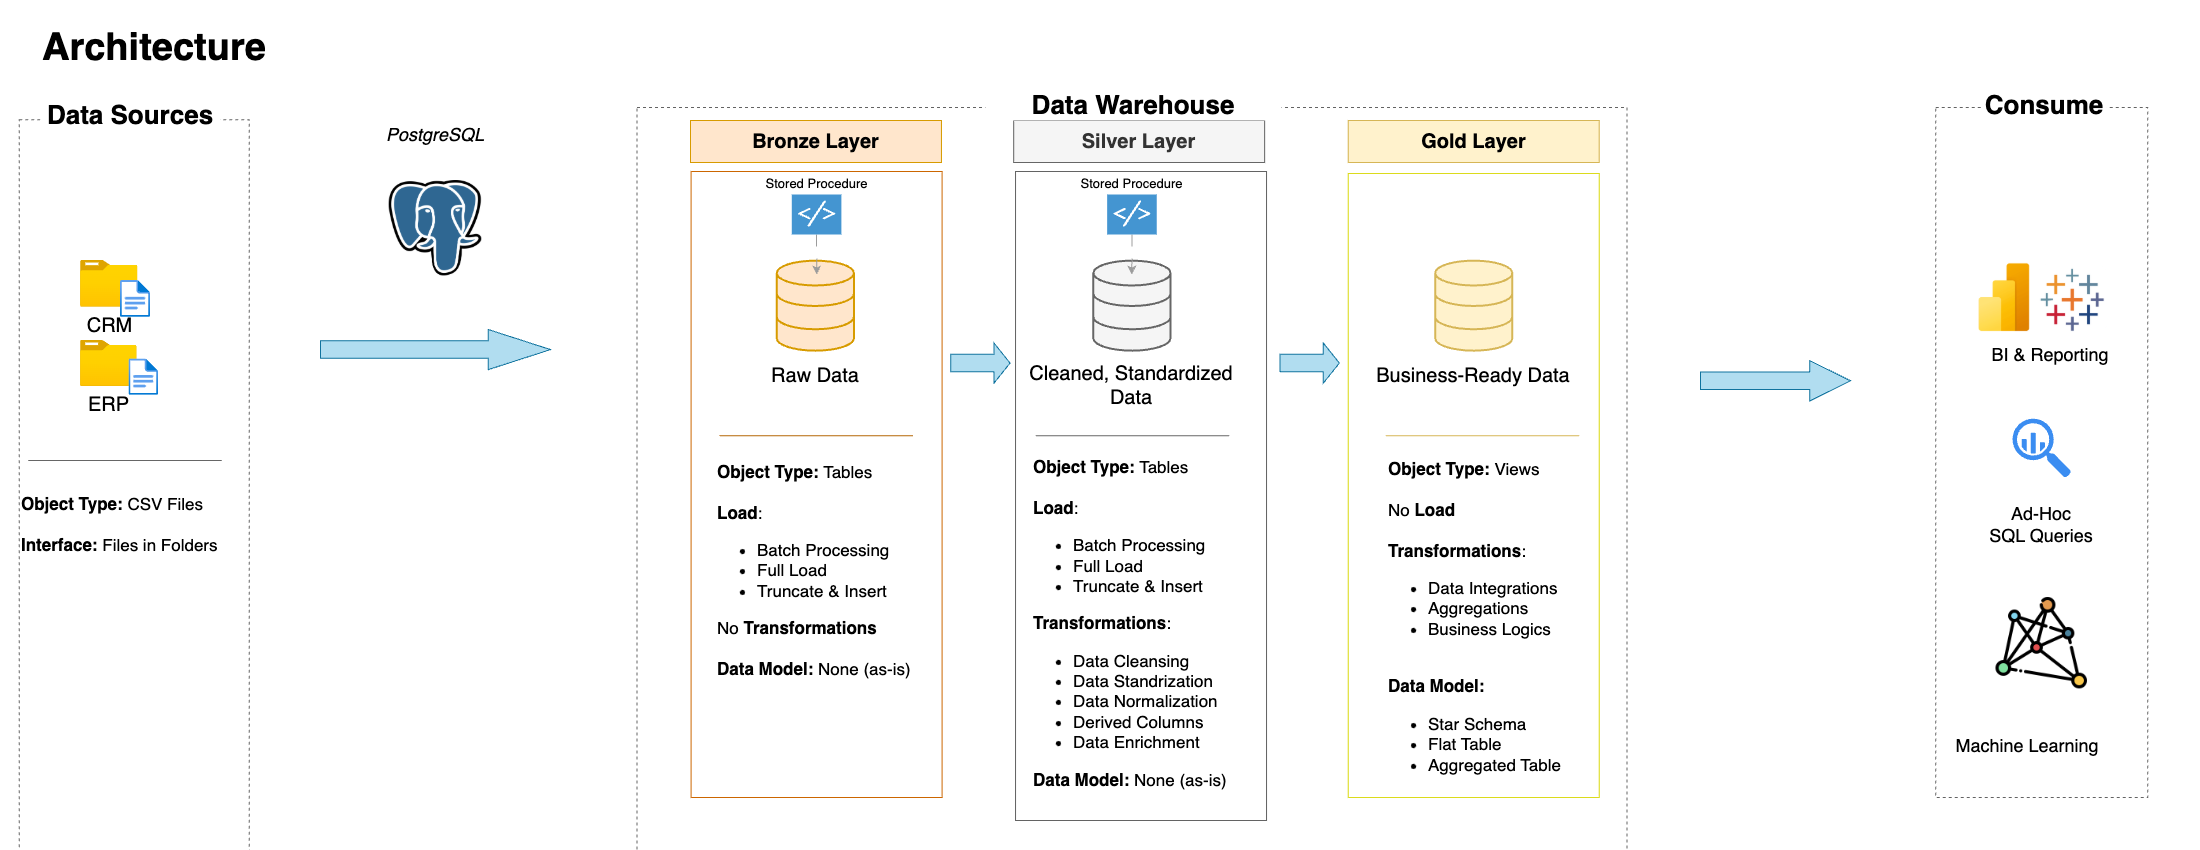 Architecture
Data Sources
CRM
ERP
Object Type: CSV Files
Interface: Files in Folders
PostgreSQL
Data Warehouse
Bronze Layer
Stored Procedure
</>
Raw Data
Object Type: Tables
Load:
• Batch Processing
• Full Load
• Truncate & Insert
No Transformations
Data Model: None (as-is)
Silver Layer
Stored Procedure
</>
Cleaned, Standardized
Data
Object Type: Tables
Load:
• Batch Processing
• Full Load
• Truncate & Insert
Transformations:
• Data Cleansing
• Data Standrization
• Data Normalization
• Derived Columns
• Data Enrichment
Data Model: None (as-is)
Gold Layer
Business-Ready Data
Object Type: Views
No Load
Transformations:
• Data Integrations
• Aggregations
• Business Logics
Data Model:
• Star Schema
• Flat Table
• Aggregated Table
Consume
BI & Reporting
Ad-Hoc
SQL Queries
Machine Learning